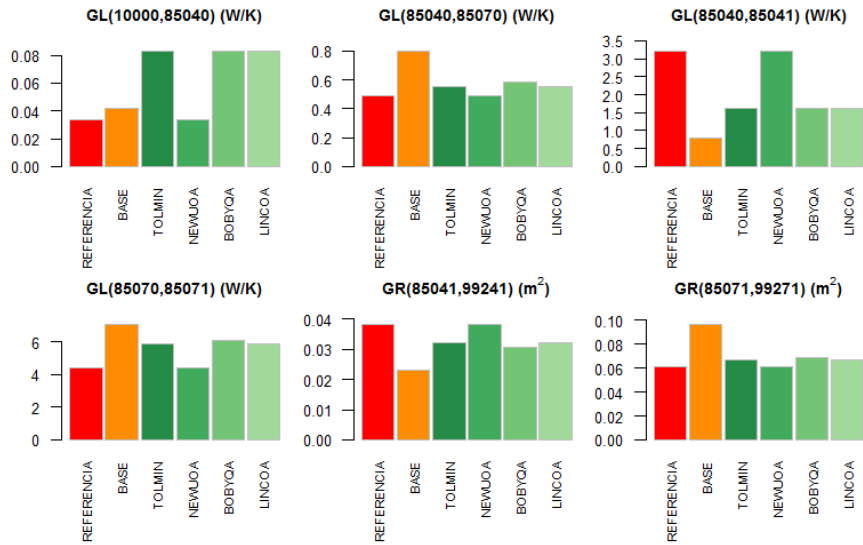 GL(10000,85040) (W/K)
0.08
0.06
0.04
0.02
0.00
REFERENCIA
BASE
TOLMIN
NEWUOA
BOBYQA
LINCOA
GL(85040,85070) (W/K)
0.8
0.6
0.4
0.2
0.0
REFERENCIA
BASE
TOLMIN
NEWUOA
BOBYQA
LINCOA
GL(85040,85041) (W/K)
3.5
3.0
2.5
2.0
1.5
1.0
0.5
0.0
REFERENCIA
BASE
TOLMIN
NEWUOA
BOBYQA
LINCOA
GL(85070,85071) (W/K)
6
4
2
0
REFERENCIA
BASE
TOLMIN
NEWUOA
BOBYQA
LINCOA
GR(85041,99241) (m²)
0.04
0.03
0.02
0.01
0.00
REFERENCIA
BASE
TOLMIN
NEWUOA
BOBYQA
LINCOA
GR(85071,99271) (m²)
0.10
0.08
0.06
0.04
0.02
0.00
REFERENCIA
BASE
TOLMIN
NEWUOA
BOBYQA
LINCOA